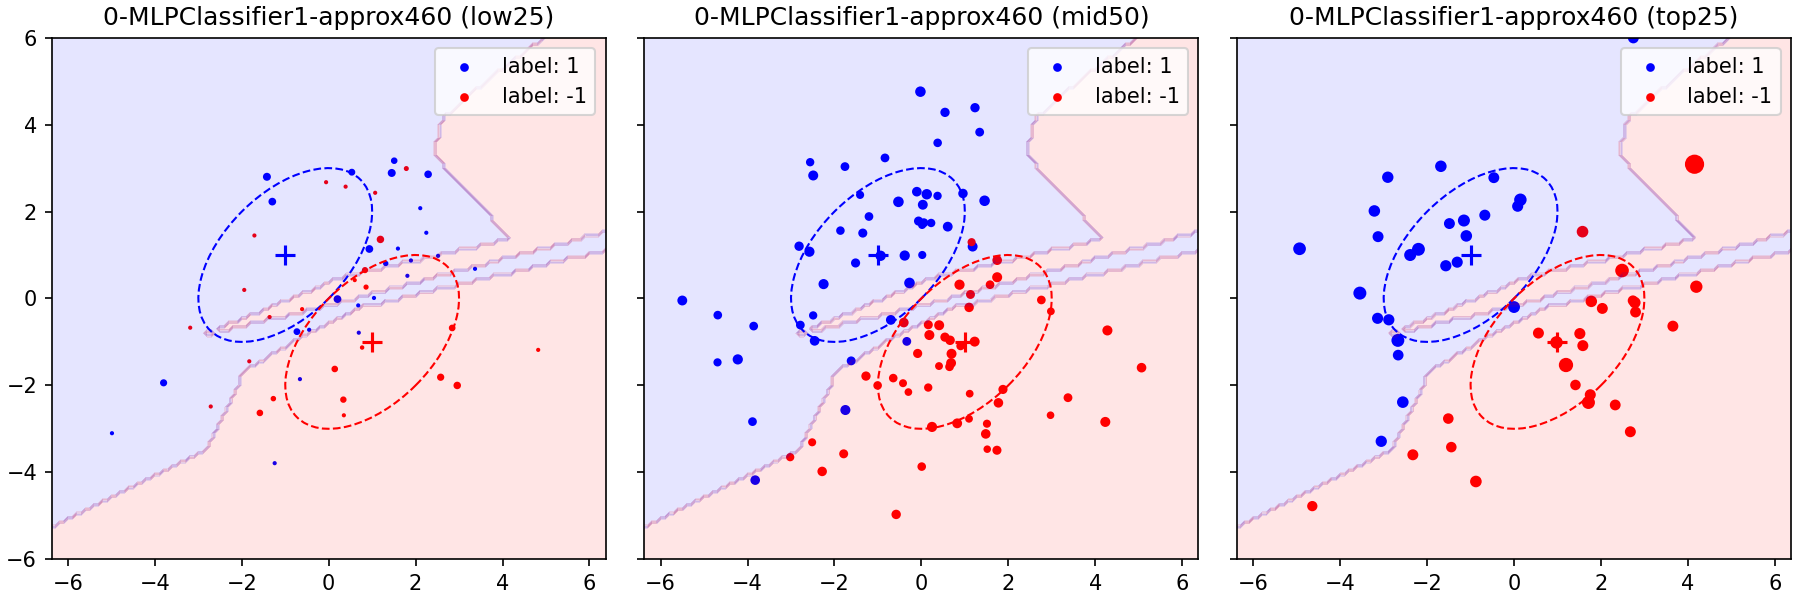 0-MLPClassifier1-approx460 (low25)
0-MLPClassifier1-approx460 (mid50)
0-MLPClassifier1-approx460 (top25)
label: 1
label: -1
label: 1
label: -1
label: 1
label: -1
6
4
2
0
−2
−4
−6
−6 −4 −2 0 2 4 6
−6 −4 −2 0 2 4 6
−6 −4 −2 0 2 4 6